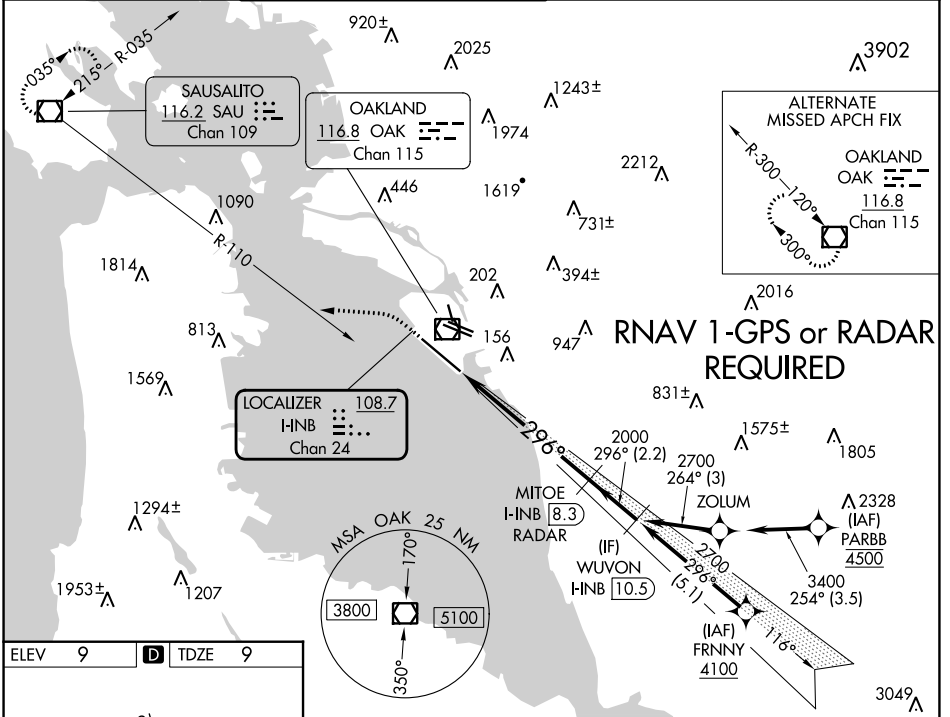 920±
2025
3902
R-035
215°
035°
SAUSALITO
116.2 SAU
Chan 109
OAKLAND
116.8 OAK
Chan 115
1243±
1974
ALTERNATE
MISSED APCH FIX
R-300
120°
300°
OAKLAND
OAK
116.8
Chan 115
2212
446
1619
1090
731±
R-110
1814
394±
202
2016
813
156
947
RNAV 1-GPS or RADAR
REQUIRED
1569
831±
LOCALIZER 108.7
I-INB
Chan 24
296°
2000
296° (2.2)
2700
264° (3)
1575±
1805
ZOLUM
MITOE
I-INB 8.3
RADAR
2328
(IAF)
PARBB
4500
1294±
MSA OAK 25 NM
170°
350°
3800
5100
(IF)
WUVON
I-INB 10.5
2700
296°
(5.1)
3400
254° (3.5)
1953±
1207
(IAF)
FRNNY
4100
116°
ELEV 9
D
TDZE 9
3049